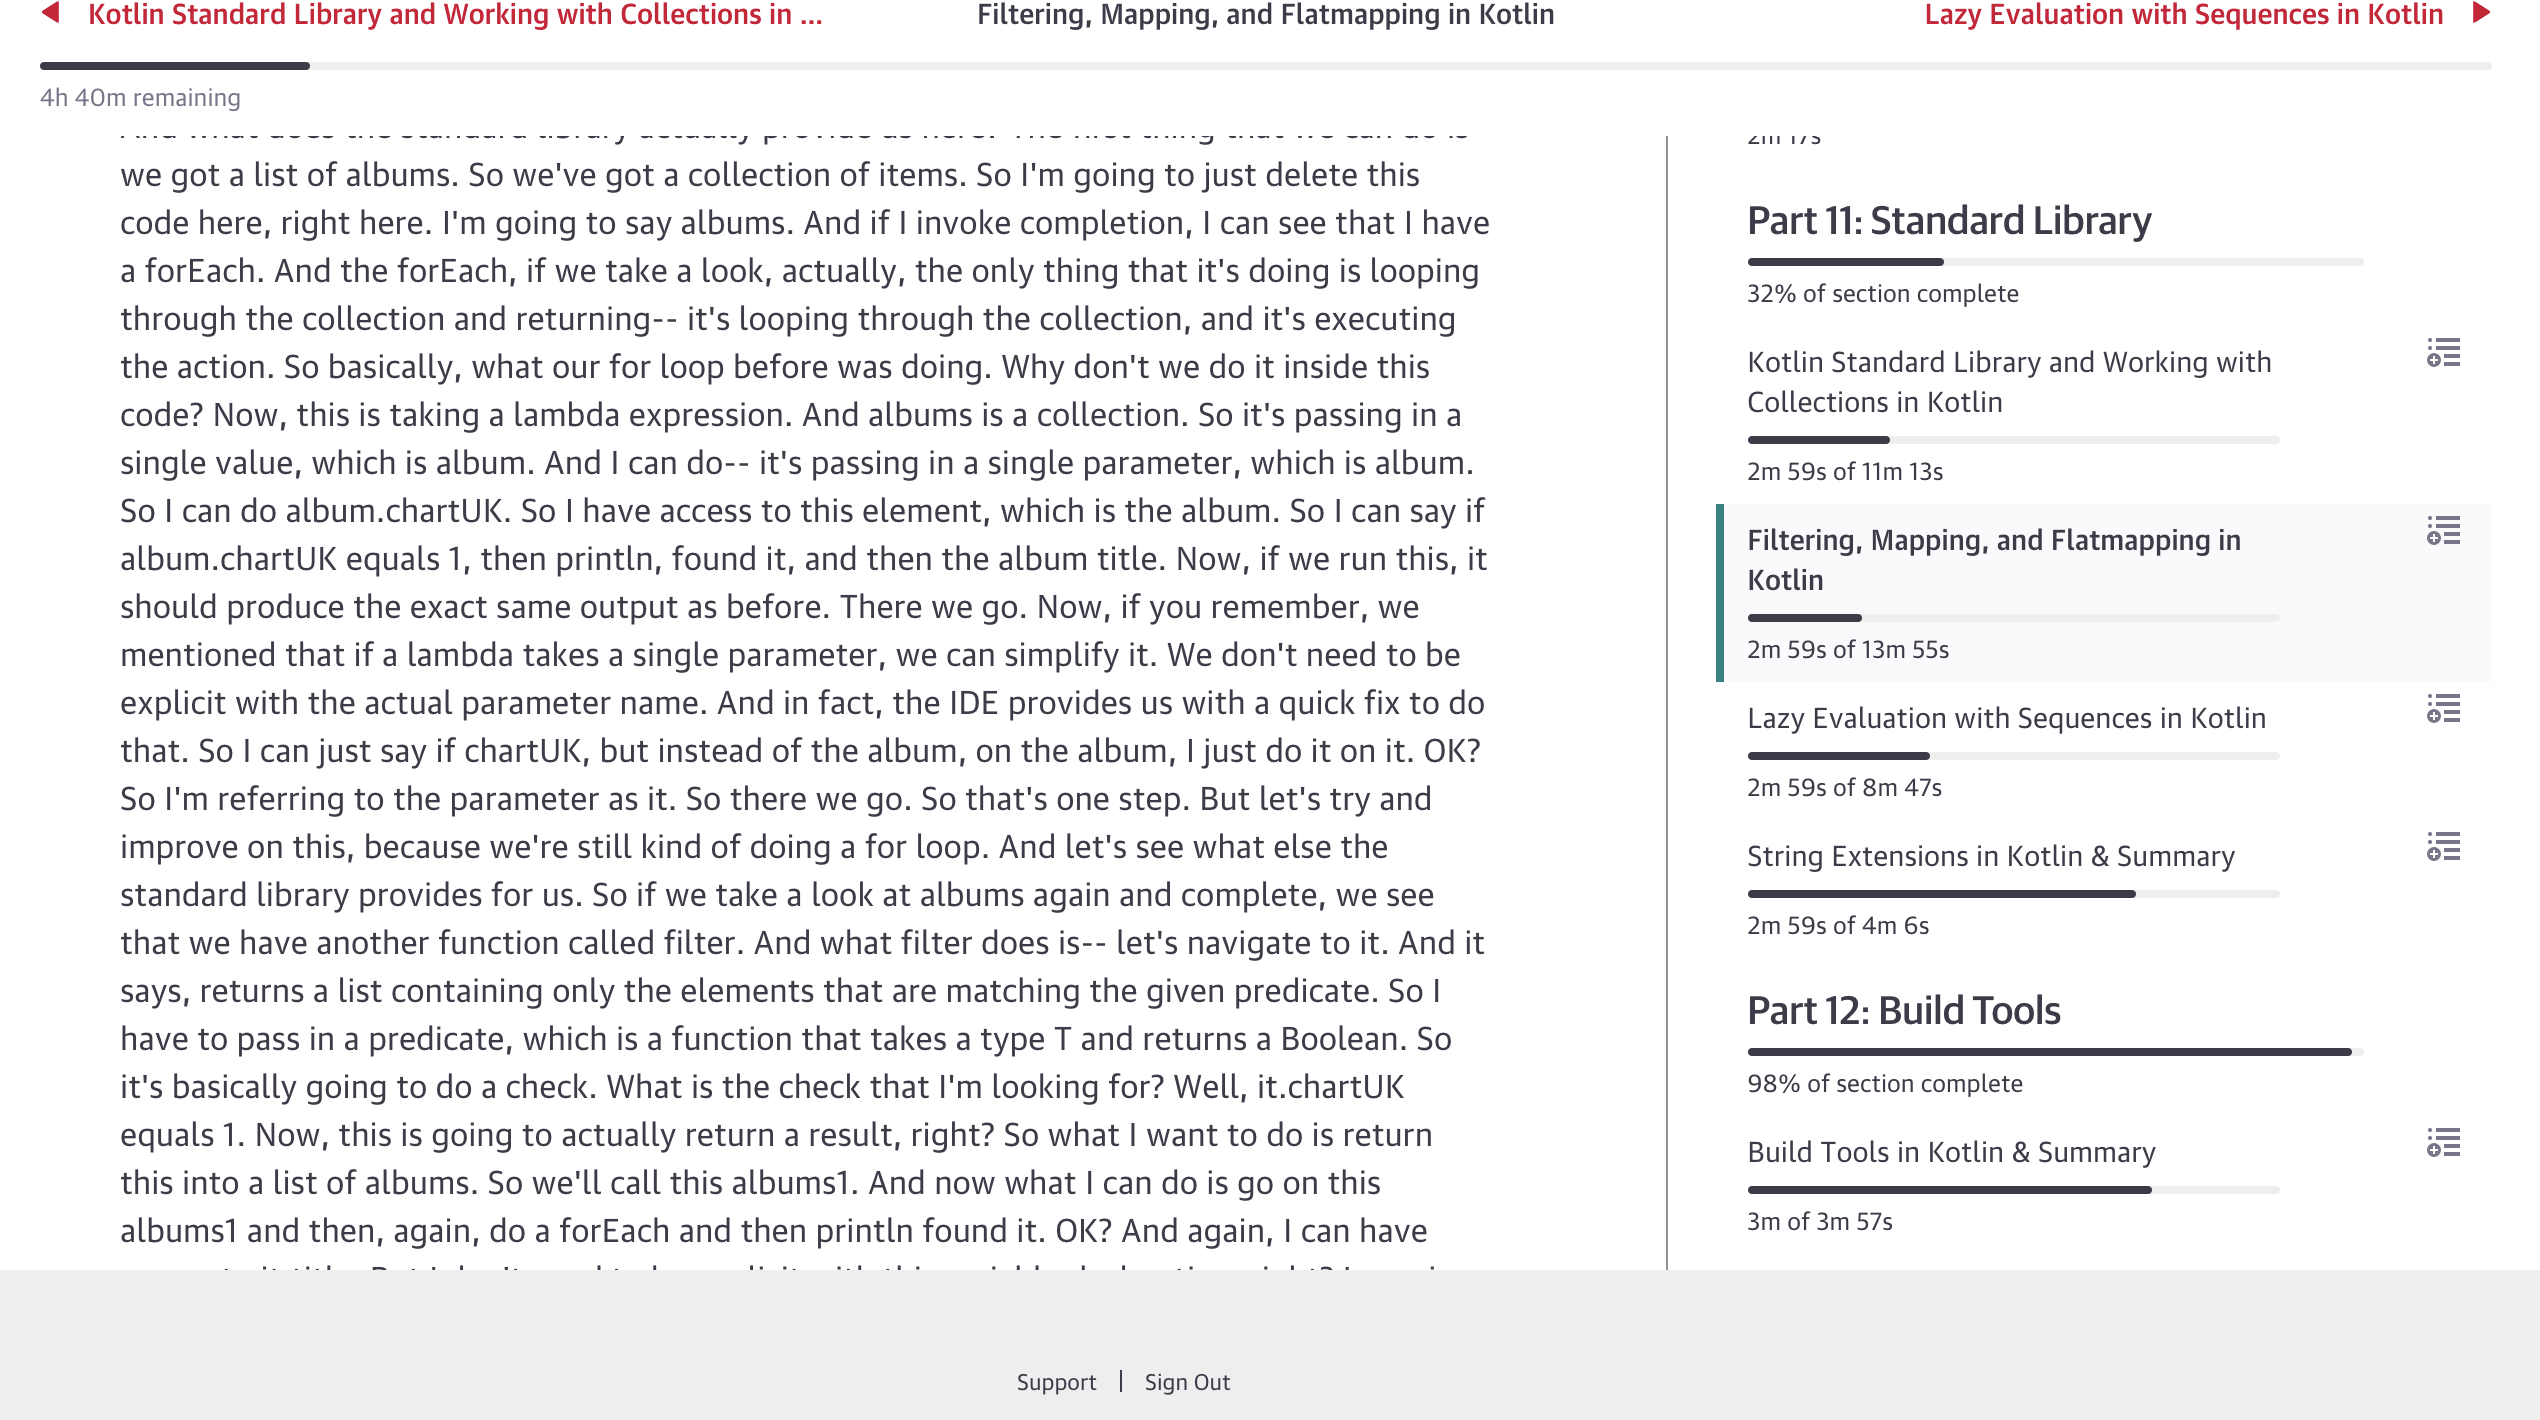 Kotlin Standard Library and Working with Collections in ...
Filtering, Mapping, and Flatmapping in Kotlin
Lazy Evaluation with Sequences in Kotlin
4h 40m remaining
And what does the standard library actually provide us here? The first thing that we can do is
we got a list of albums. So we've got a collection of items. So I'm going to just delete this
code here, right here. I'm going to say albums. And if I invoke completion, I can see that I have
a forEach. And the forEach, if we take a look, actually, the only thing that it's doing is looping
through the collection and returning-- it's looping through the collection, and it's executing
the action. So basically, what our for loop before was doing. Why don't we do it inside this
code? Now, this is taking a lambda expression. And albums is a collection. So it's passing in a
single value, which is album. And I can do-- it's passing in a single parameter, which is album.
So I can do album.chartUK. So I have access to this element, which is the album. So I can say if
album.chartUK equals 1, then println, found it, and then the album title. Now, if we run this, it
should produce the exact same output as before. There we go. Now, if you remember, we
mentioned that if a lambda takes a single parameter, we can simplify it. We don't need to be
explicit with the actual parameter name. And in fact, the IDE provides us with a quick fix to do
that. So I can just say if chartUK, but instead of the album, on the album, I just do it on it. OK?
So I'm referring to the parameter as it. So there we go. So that's one step. But let's try and
improve on this, because we're still kind of doing a for loop. And let's see what else the
standard library provides for us. So if we take a look at albums again and complete, we see
that we have another function called filter. And what filter does is-- let's navigate to it. And it
says, returns a list containing only the elements that are matching the given predicate. So I
have to pass in a predicate, which is a function that takes a type T and returns a Boolean. So
it's basically going to do a check. What is the check that I'm looking for? Well, it.chartUK
equals 1. Now, this is going to actually return a result, right? So what I want to do is return
this into a list of albums. So we'll call this albums1. And now what I can do is go on this
albums1 and then, again, do a forEach and then println found it. OK? And again, I can have
2m 17s
Part 11: Standard Library
32% of section complete
Kotlin Standard Library and Working with
Collections in Kotlin
2m 59s of 11m 13s
Filtering, Mapping, and Flatmapping in
Kotlin
2m 59s of 13m 55s
Lazy Evaluation with Sequences in Kotlin
2m 59s of 8m 47s
String Extensions in Kotlin & Summary
2m 59s of 4m 6s
Part 12: Build Tools
98% of section complete
Build Tools in Kotlin & Summary
3m of 3m 57s
Support
Sign Out